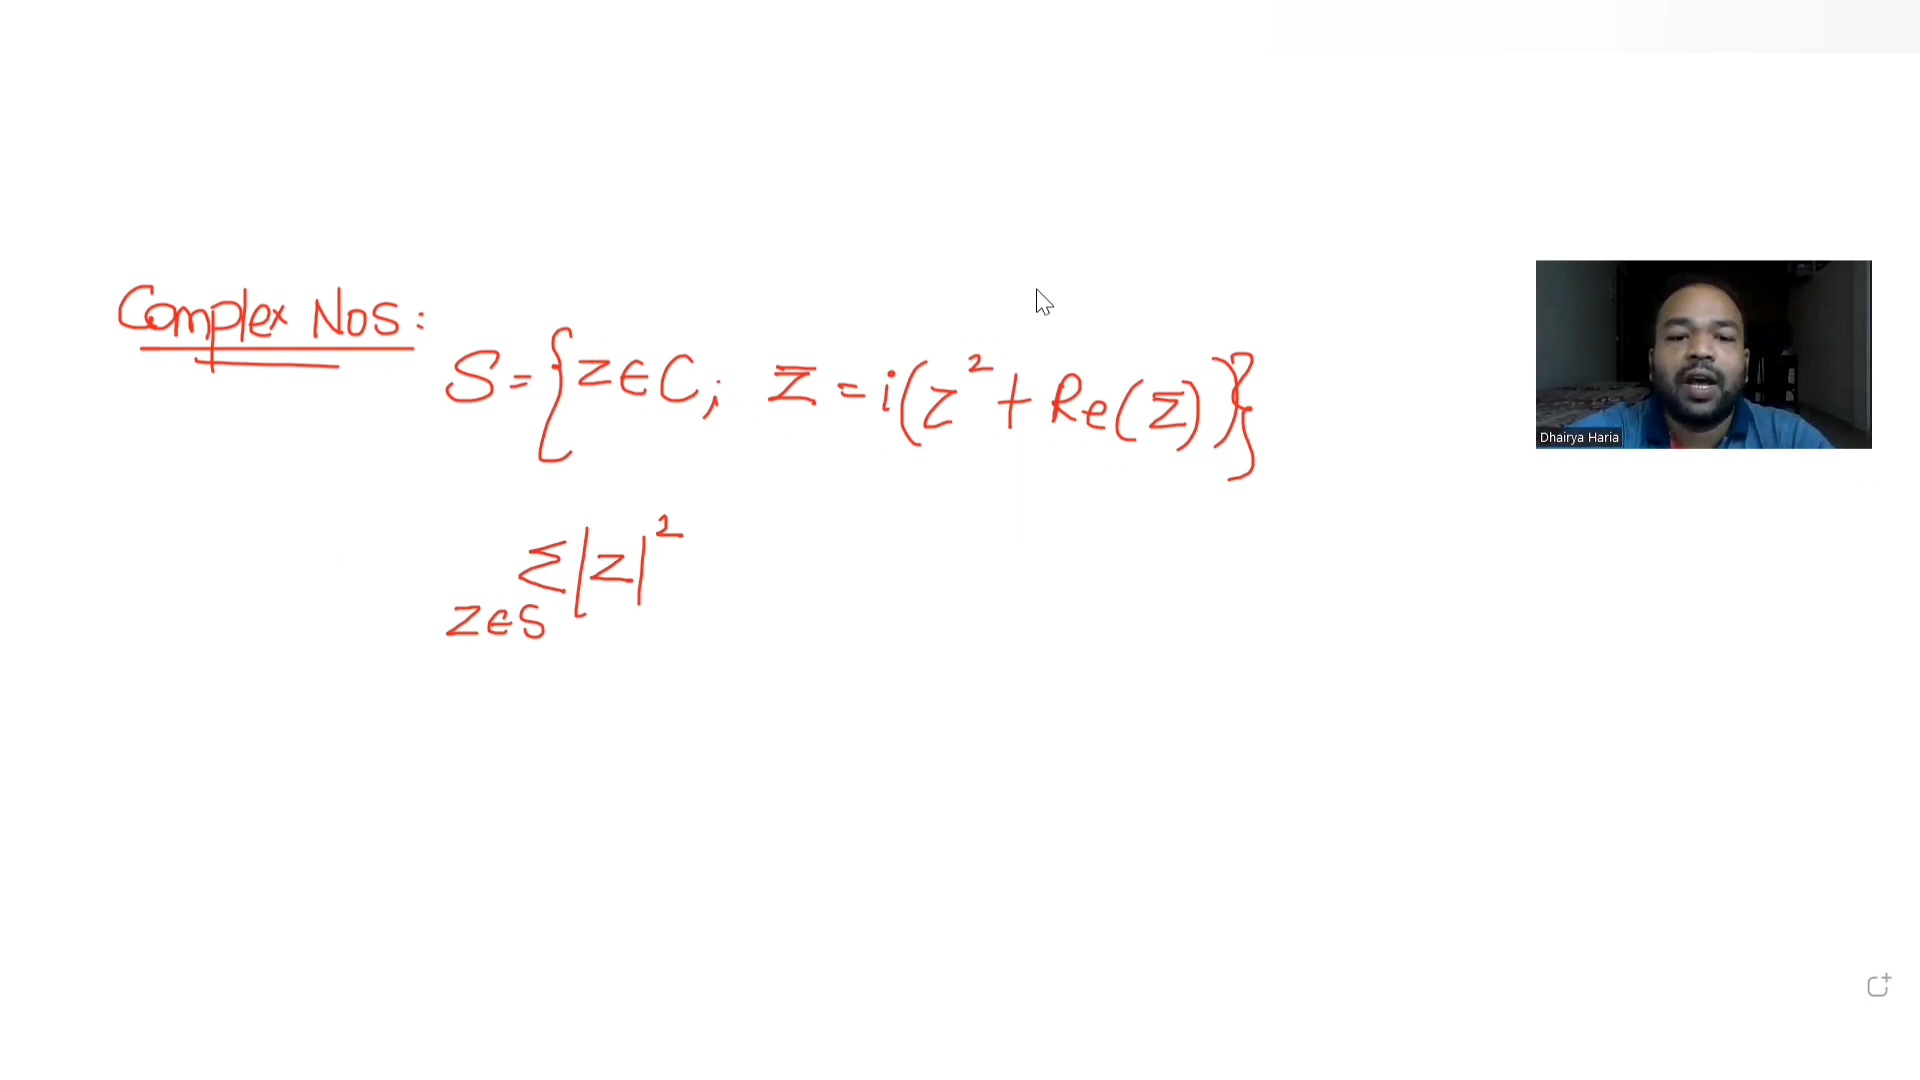 Complex Nos:
S = {z∈C; z̅ = i(z² + Re(z̅))}
Σ|z|²
z∈S
Dhairya Haria